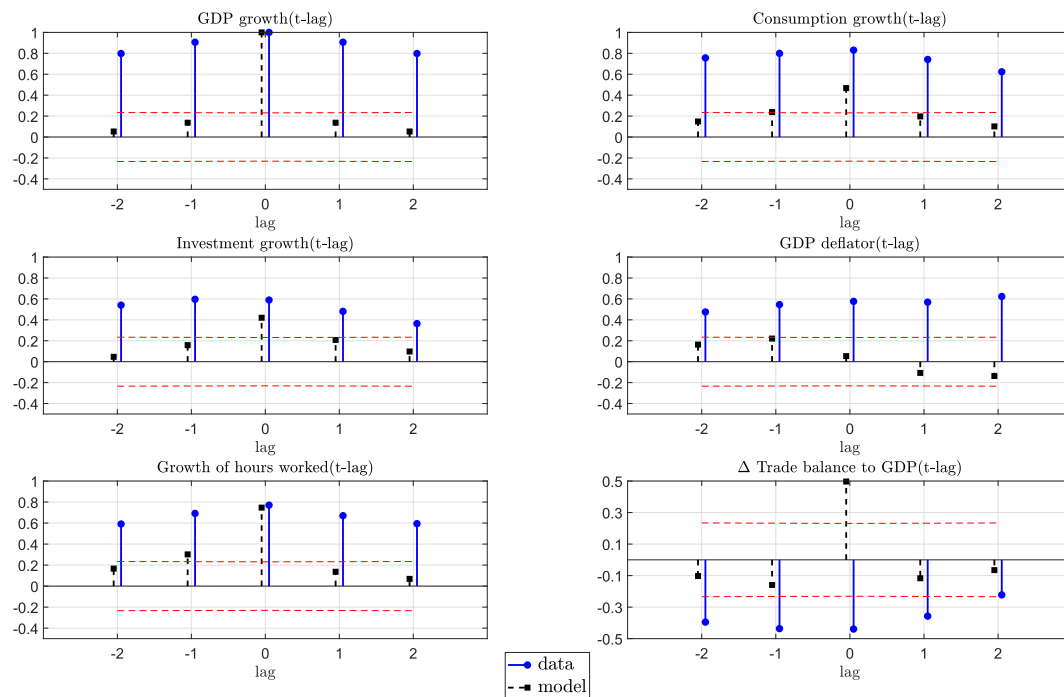 GDP growth(t-lag)
1
0.8
0.6
0.4
0.2
0
-0.2
-0.4
-2 -1 0 1 2
lag
Consumption growth(t-lag)
1
0.8
0.6
0.4
0.2
0
-0.2
-0.4
-2 -1 0 1 2
lag
Investment growth(t-lag)
1
0.8
0.6
0.4
0.2
0
-0.2
-0.4
-2 -1 0 1 2
lag
GDP deflator(t-lag)
1
0.8
0.6
0.4
0.2
0
-0.2
-0.4
-2 -1 0 1 2
lag
Growth of hours worked(t-lag)
1
0.8
0.6
0.4
0.2
0
-0.2
-0.4
-2 -1 0 1 2
lag
Δ Trade balance to GDP(t-lag)
0.5
0.3
0.1
-0.1
-0.3
-0.5
-2 -1 0 1 2
lag
data
model